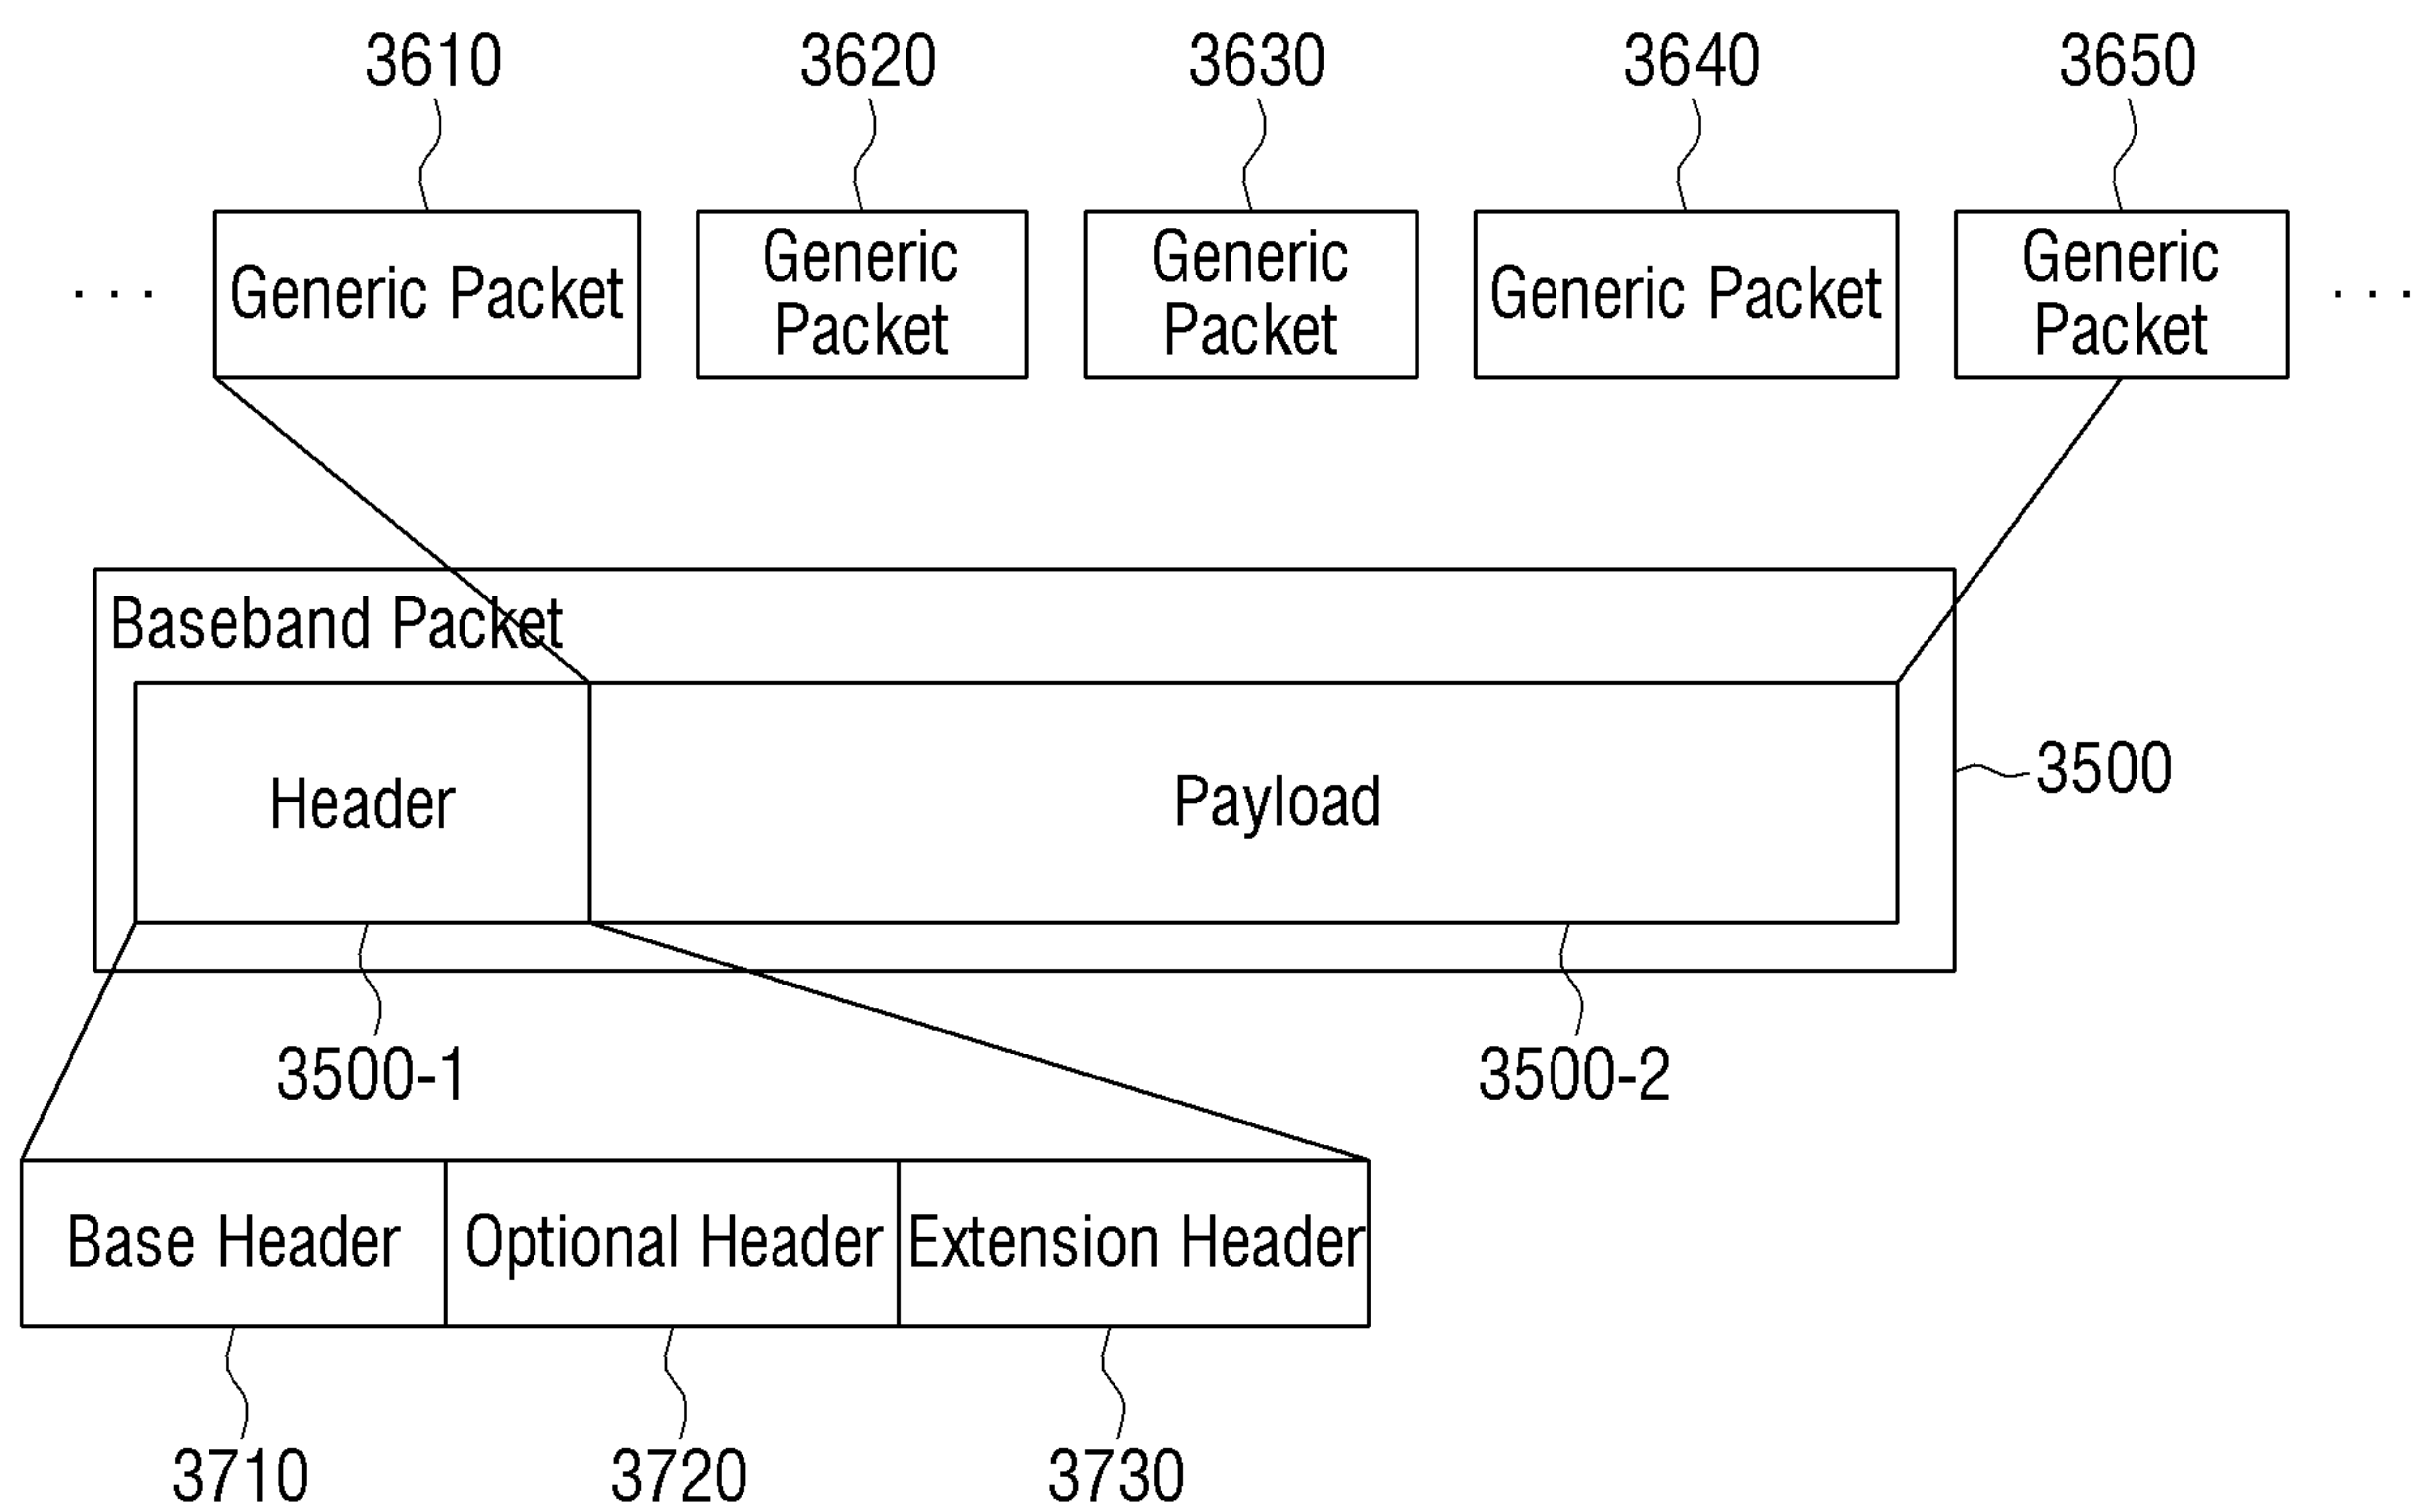 3610 3620 3630 3640 3650
. . . Generic Packet Generic Packet Generic Packet Generic Packet Generic Packet . . .
Baseband Packet
Header Payload 3500
3500-1 3500-2
Base Header Optional Header Extension Header
3710 3720 3730